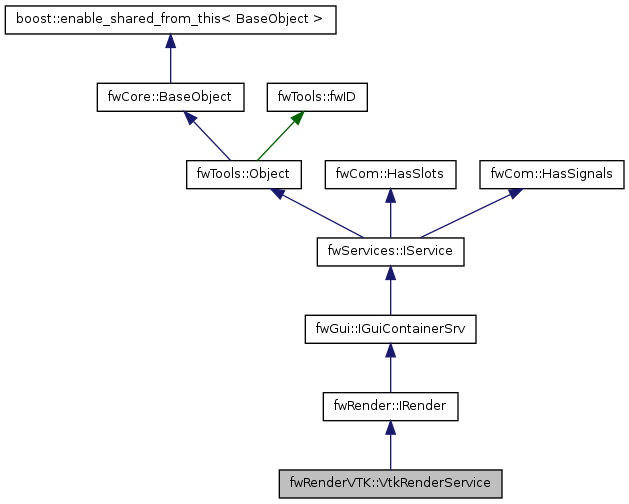 boost::enable_shared_from_this< BaseObject >
fwCore::BaseObject
fwTools::fwID
fwTools::Object
fwCom::HasSlots
fwCom::HasSignals
fwServices::IService
fwGui::IGuiContainerSrv
fwRender::IRender
fwRenderVTK::VtkRenderService